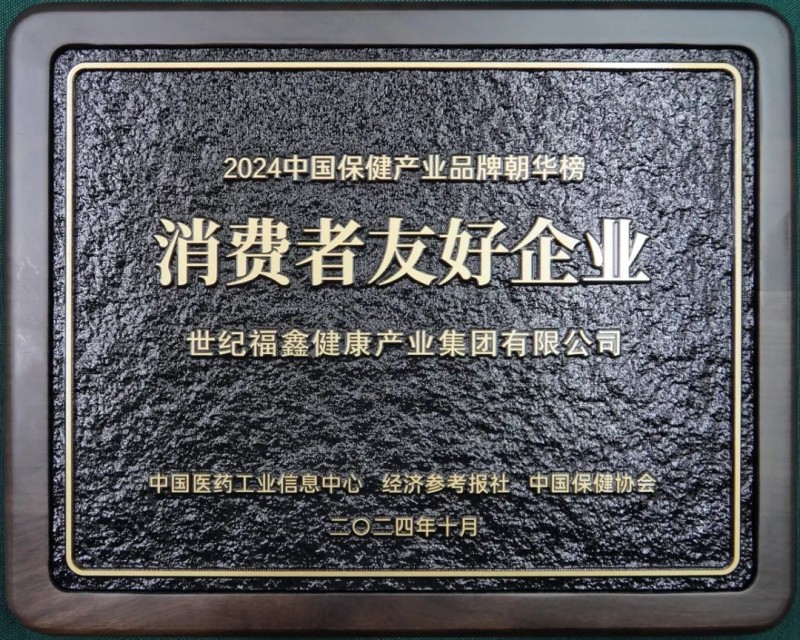 2024中国保健产业品牌朝华榜
消费者友好企业
世纪福鑫健康产业集团有限公司
中国医药工业信息中心 经济参考报社 中国保健协会
二〇二四年十月